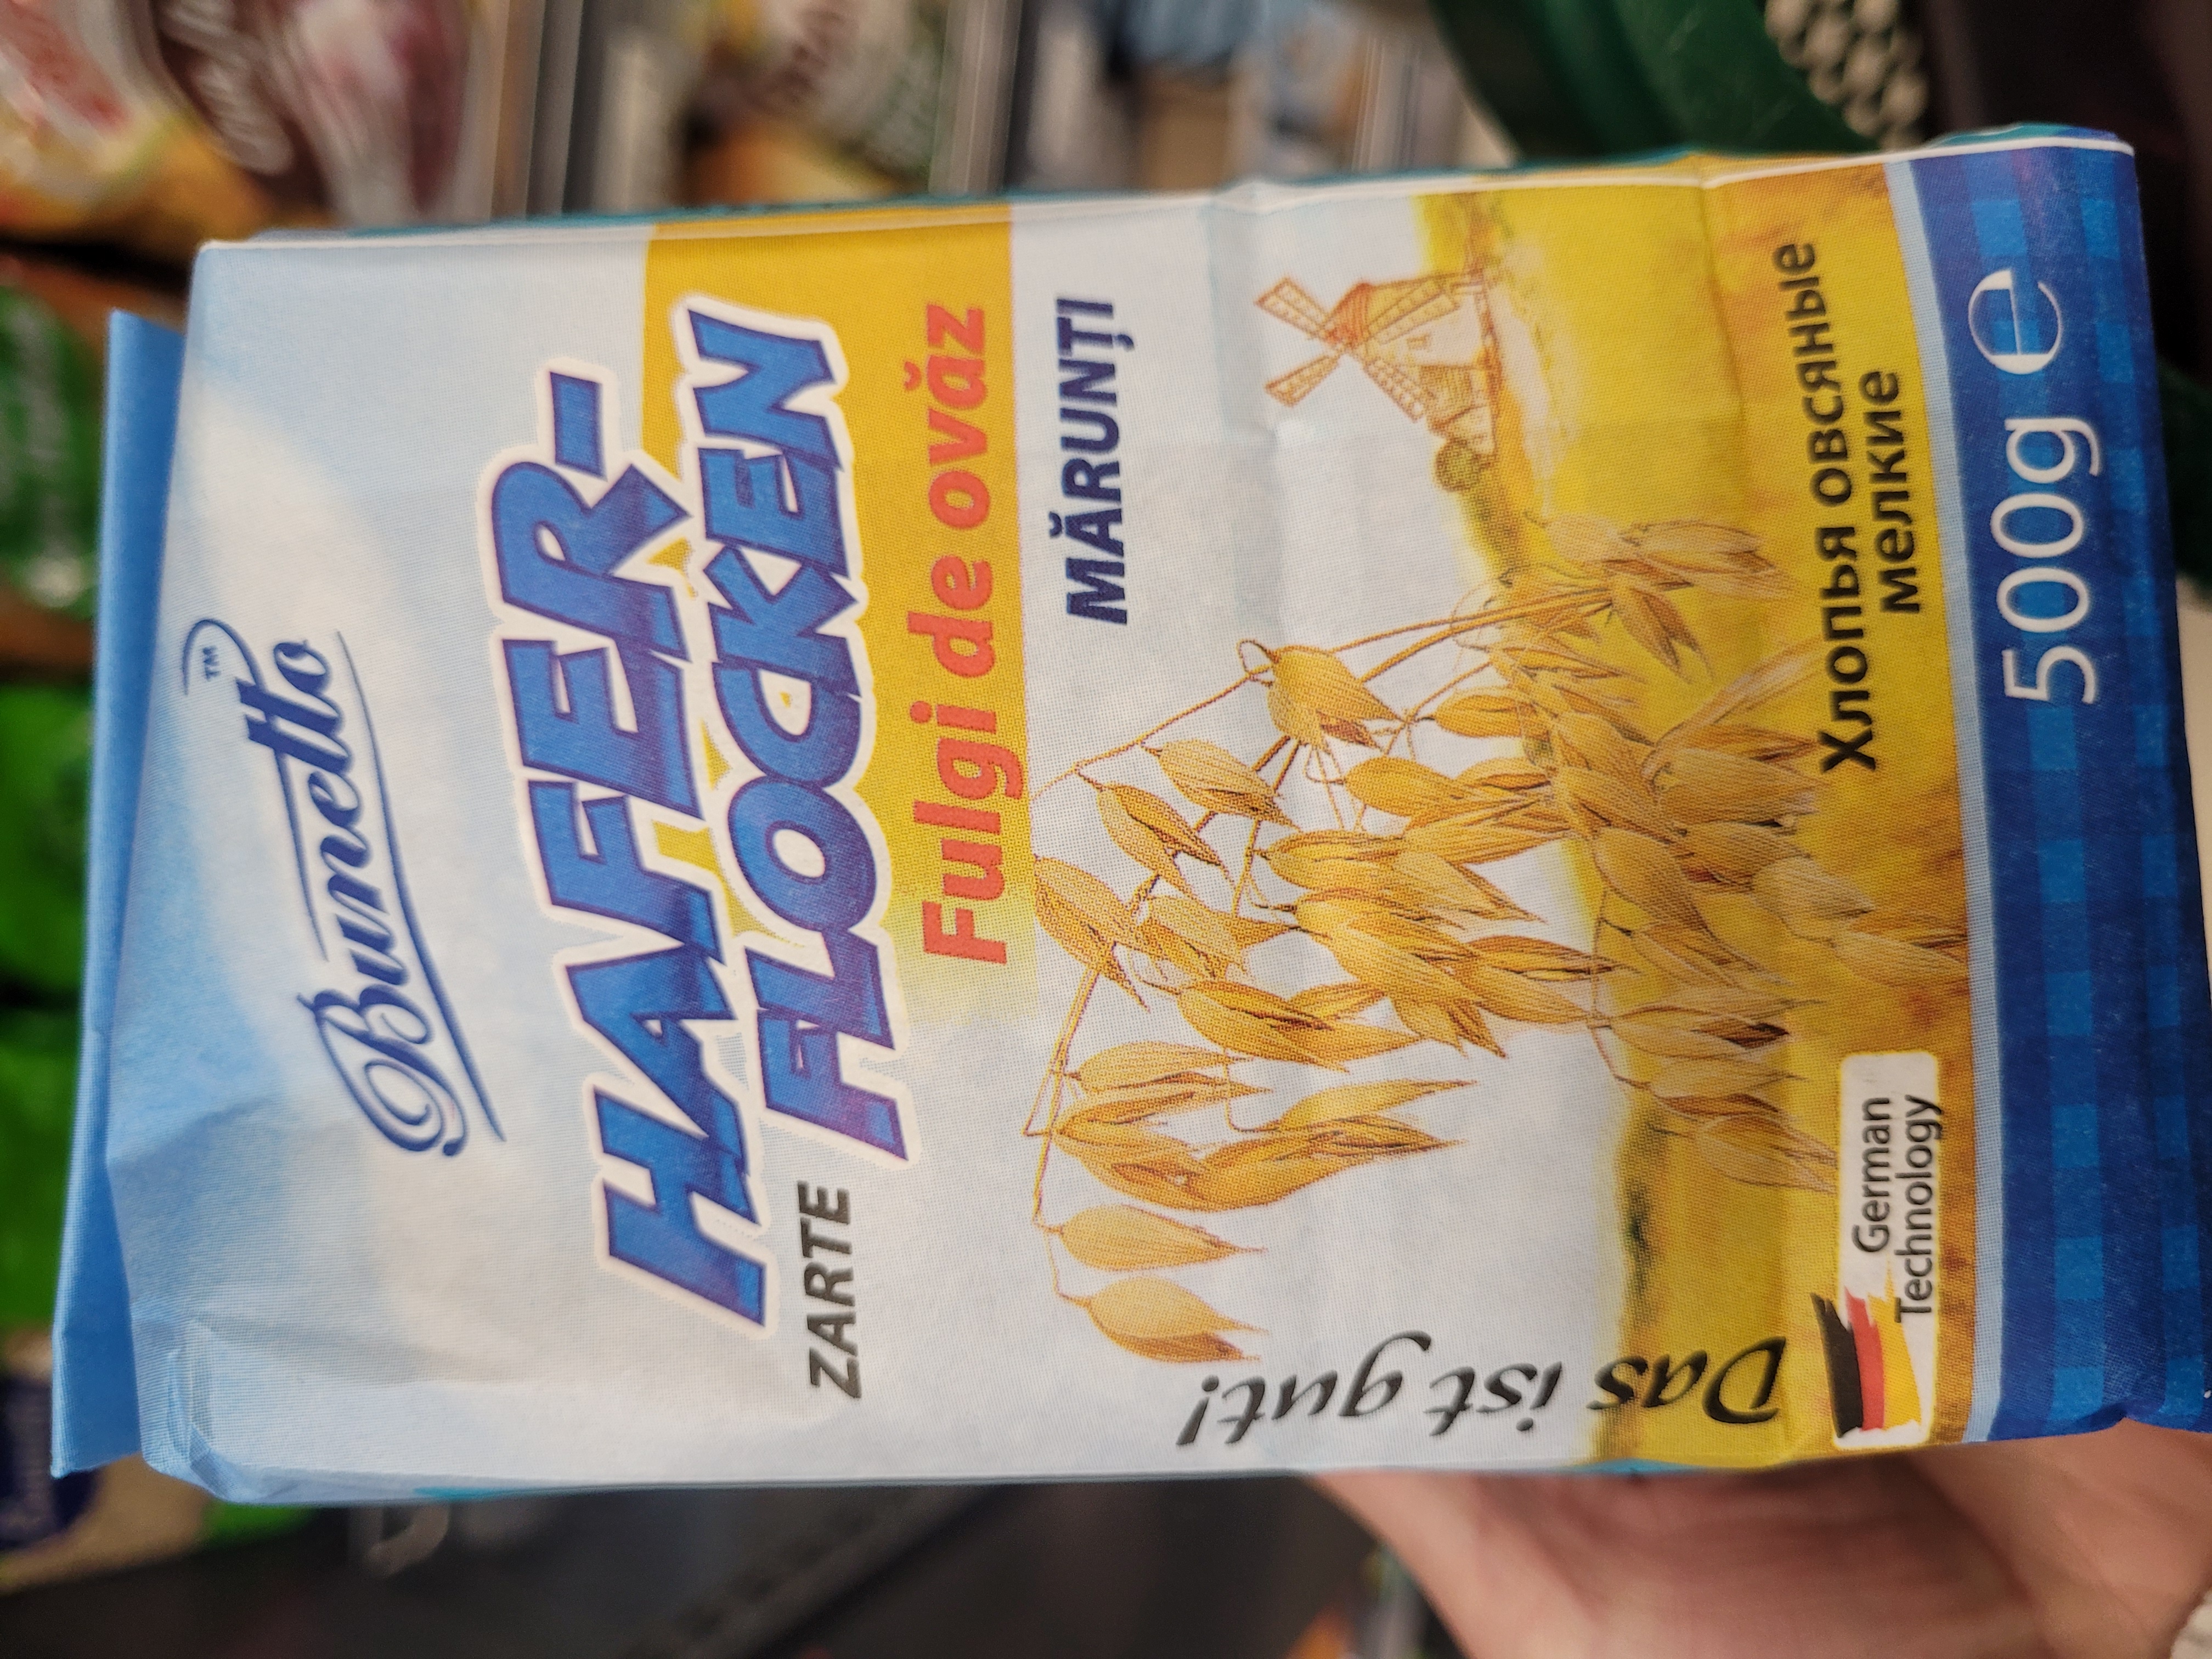 Bunetto™
HAFER-
ZARTE FLOCKEN
Fulgi de ovăz
MĂRUNȚI
Das ist gut!
Хлопья овсяные
мелкие
German
Technology
500g e